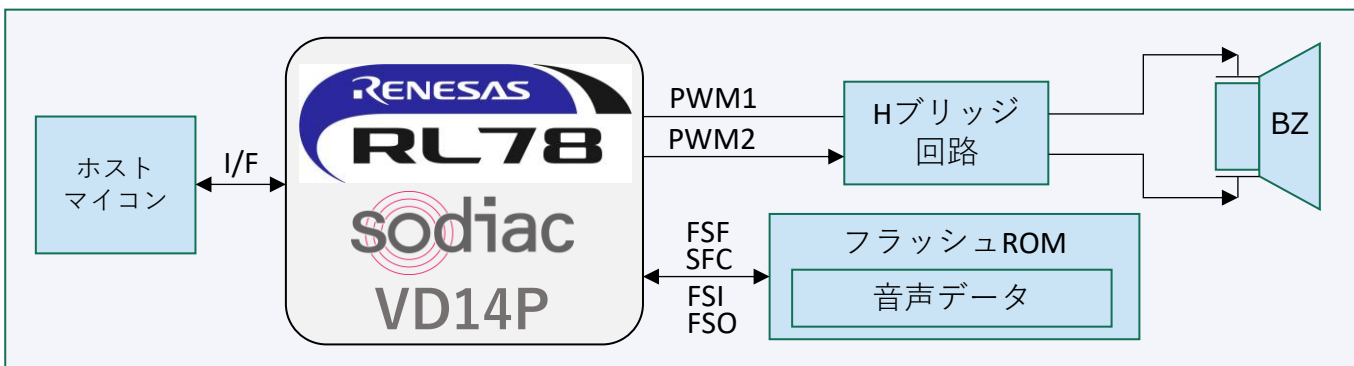 ホスト
マイコン
I/F
RENESAS
RL78
sodiac
VD14P
PWM1
PWM2
Hブリッジ
回路
BZ
FSF
SFC
FSI
FSO
フラッシュROM
音声データ